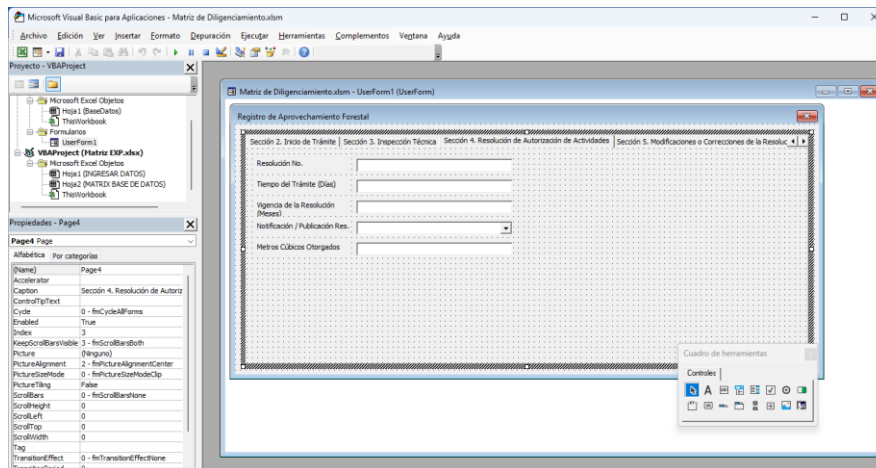 Microsoft Visual Basic para Aplicaciones - Matriz de Diligenciamiento.xlsm
Archivo Edición Ver Insertar Formato Depuración Ejecutar Herramientas Complementos Ventana Ayuda
Proyecto - VBAProject
Microsoft Excel Objetos
Hoja1 (BaseDatos)
ThisWorkbook
Formularios
UserForm1
VBAProject (Matriz EXP.xlsx)
Microsoft Excel Objetos
Hoja1 (INGRESAR DATOS)
Hoja2 (MATRIX BASE DE DATOS)
ThisWorkbook
Propiedades - Page4
Page4 Page
Alfabética Por categorías
(Name) Page4
Accelerator
Caption Sección 4. Resolución de Autoriz
ControlTipText
Cycle 0 - fmCycleAllForms
Enabled True
Index 3
KeepScrollBarsVisible 3 - fmScrollBarsBoth
Picture (Ninguno)
PictureAlignment 2 - fmPictureAlignmentCenter
PictureSizeMode 0 - fmPictureSizeModeClip
PictureTiling False
ScrollBars 0 - fmScrollBarsNone
ScrollHeight 0
ScrollLeft 0
ScrollTop 0
ScrollWidth 0
Tag
TransitionEffect 0 - fmTransitionEffectNone
TransitionPeriod 0
Matriz de Diligenciamiento.xlsm - UserForm1 (UserForm)
Registro de Aprovechamiento Forestal
Sección 2. Inicio de Trámite Sección 3. Inspección Técnica Sección 4. Resolución de Autorización de Actividades Sección 5. Modificaciones o Correcciones de la Resoluc
Resolución No.
Tiempo del Trámite (Días)
Vigencia de la Resolución
(Meses)
Notificación / Publicación Res.
Metros Cúbicos Otorgados
Cuadro de herramientas
Controles